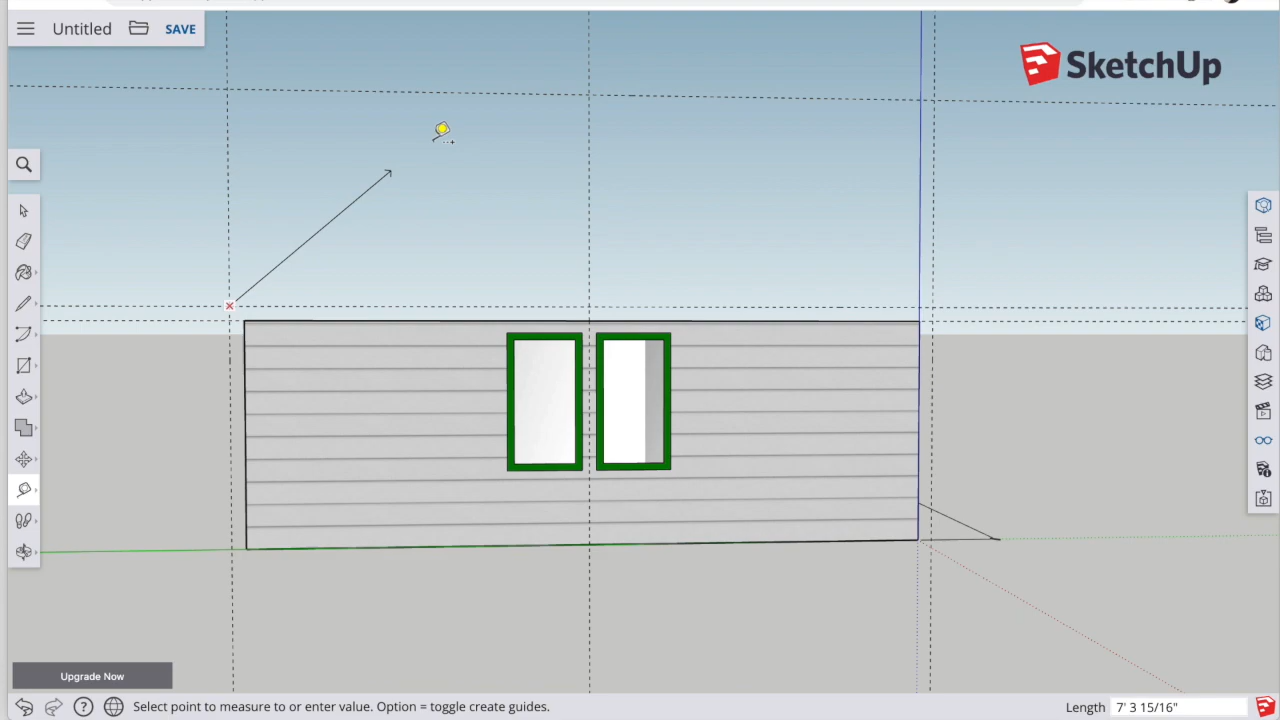 Untitled
SAVE
SketchUp
Upgrade Now
Select point to measure to or enter value. Option = toggle create guides.
Length
7' 3 15/16"